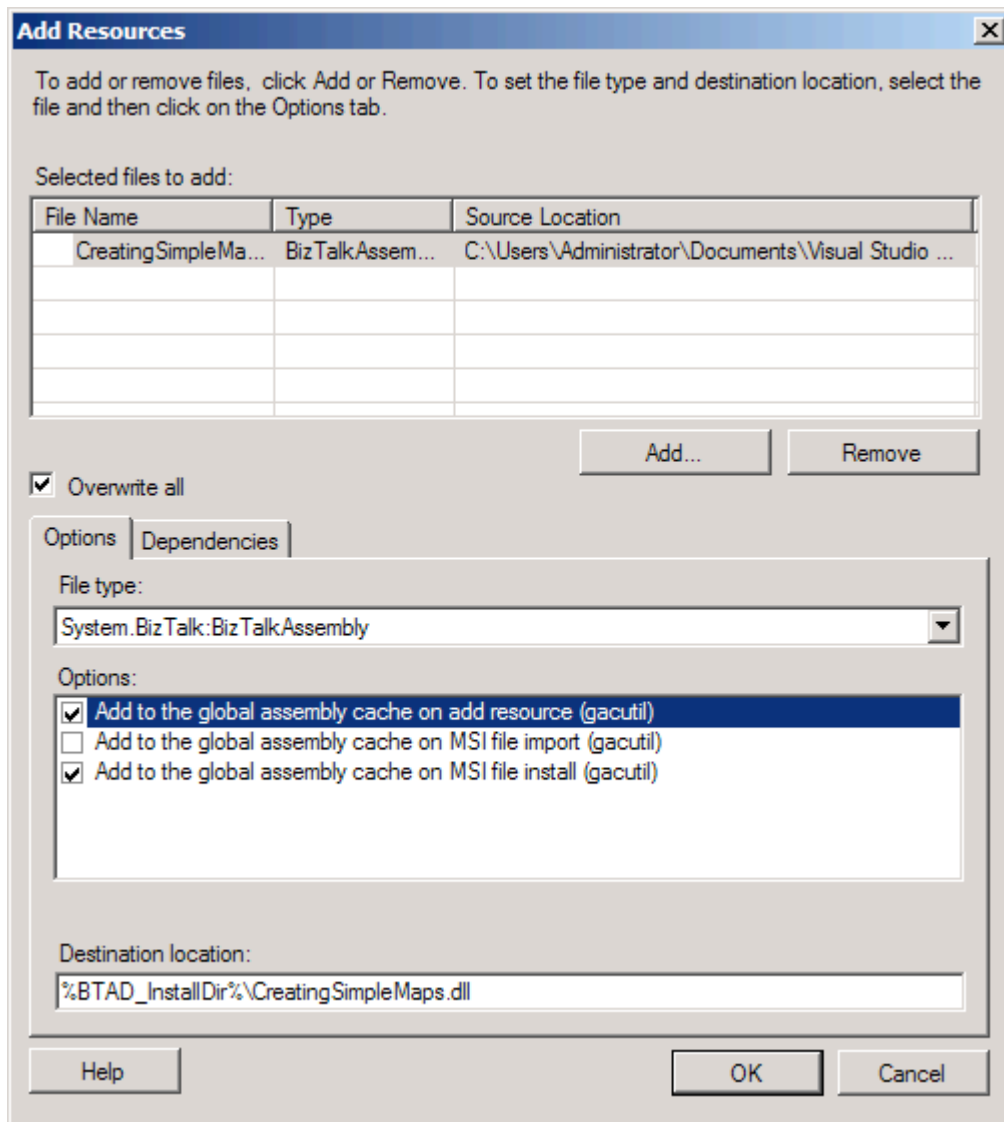 Add Resources
To add or remove files, click Add or Remove. To set the file type and destination location, select the
file and then click on the Options tab.
Selected files to add:
File Name Type Source Location
CreatingSimpleMa... BizTalkAssem... C:\Users\Administrator\Documents\Visual Studio ...
Add... Remove
Overwrite all
Options Dependencies
File type:
System.BizTalk:BizTalkAssembly
Options:
Add to the global assembly cache on add resource (gacutil)
Add to the global assembly cache on MSI file import (gacutil)
Add to the global assembly cache on MSI file install (gacutil)
Destination location:
%BTAD_InstallDir%\CreatingSimpleMaps.dll
Help OK Cancel